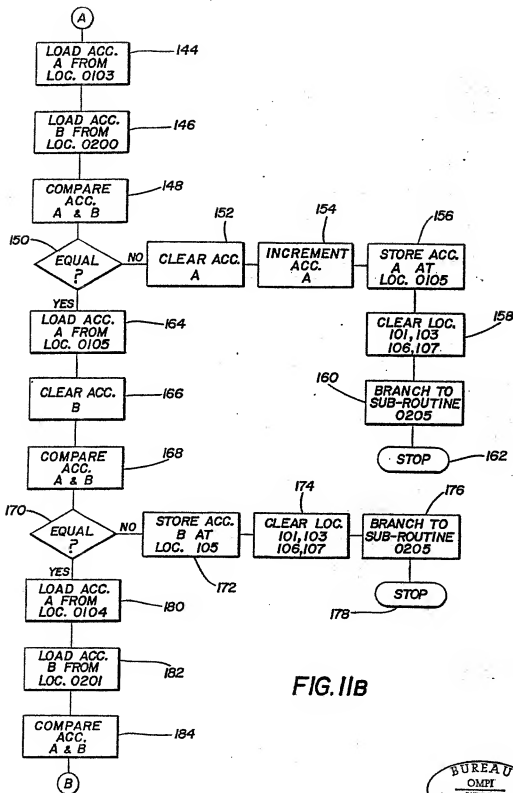 A
LOAD ACC.
A FROM
LOC. 0103
144
LOAD ACC.
B FROM
LOC. 0200
146
COMPARE
ACC.
A & B
148
150
EQUAL
?
NO
YES
152
CLEAR ACC.
A
154
INCREMENT
ACC.
A
156
STORE ACC.
A AT
LOC. 0105
CLEAR LOC.
101, 103
106, 107
158
160
BRANCH TO
SUB-ROUTINE
0205
STOP
162
LOAD ACC.
A FROM
LOC. 0105
164
CLEAR ACC.
B
166
COMPARE
ACC.
A & B
168
170
EQUAL
?
NO
YES
STORE ACC.
B AT
LOC. 105
172
174
CLEAR LOC.
101, 103
106, 107
176
BRANCH TO
SUB-ROUTINE
0205
STOP
178
LOAD ACC.
A FROM
LOC. 0104
180
LOAD ACC.
B FROM
LOC. 0201
182
COMPARE
ACC.
A & B
184
B
FIG. 11B
BUREAU
OMPI